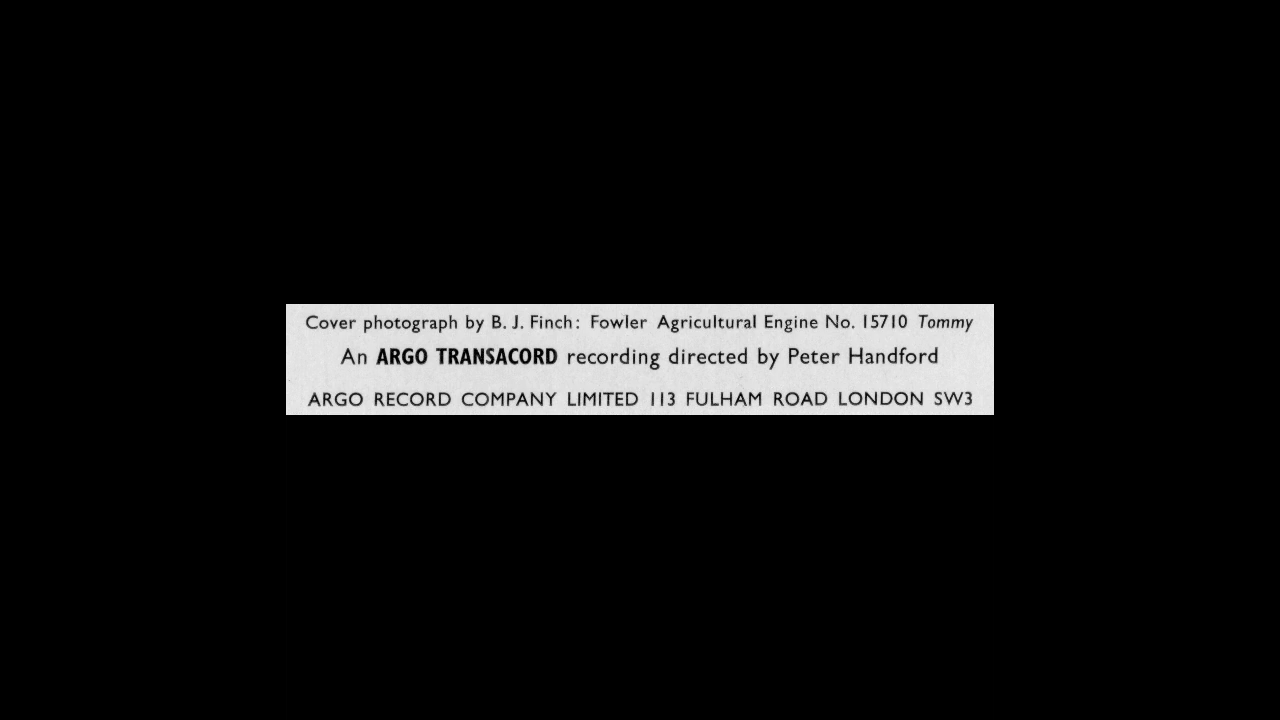 Cover photograph by B. J. Finch: Fowler Agricultural Engine No. 15710 Tommy
An ARGO TRANSACORD recording directed by Peter Handford
ARGO RECORD COMPANY LIMITED 113 FULHAM ROAD LONDON SW3